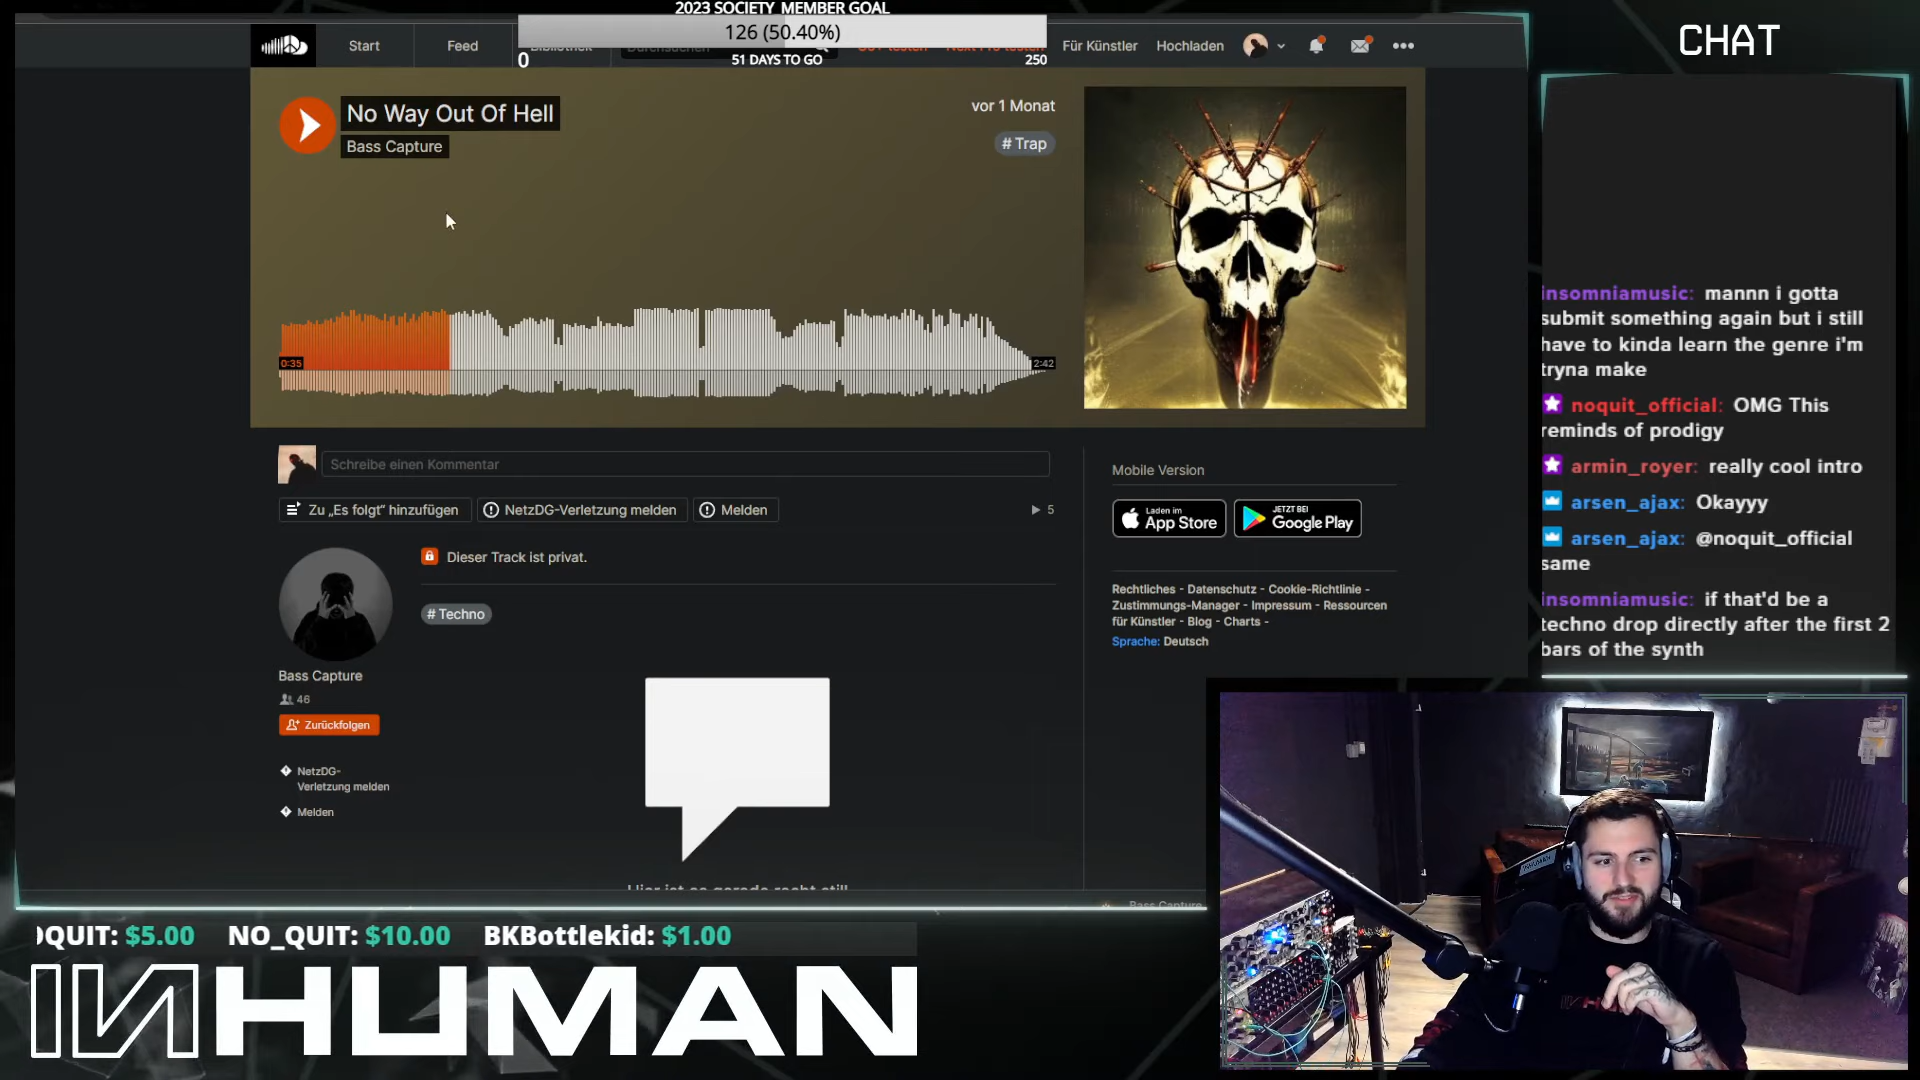 2023 SOCIETY MEMBER GOAL
126 (50.40%)
0
51 DAYS TO GO
250
Start
Feed
Bibliothek
Durchsuchen
Für Künstler
Hochladen
No Way Out Of Hell
Bass Capture
vor 1 Monat
# Trap
0:35
2:42
Schreibe einen Kommentar
Zu „Es folgt“ hinzufügen
NetzDG-Verletzung melden
Melden
5
Dieser Track ist privat.
# Techno
Bass Capture
46
Zurückfolgen
NetzDG-
Verletzung melden
Melden
Mobile Version
Laden im
App Store
JETZT BEI
Google Play
Rechtliches - Datenschutz - Cookie-Richtlinie -
Zustimmungs-Manager - Impressum - Ressourcen
für Künstler - Blog - Charts -
Sprache: Deutsch
Bass Capture
CHAT
insomniamusic: mannn i gotta
submit something again but i still
have to kinda learn the genre i'm
tryna make
noquit_official: OMG This
reminds of prodigy
armin_royer: really cool intro
arsen_ajax: Okayyy
arsen_ajax: @noquit_official
same
insomniamusic: if that'd be a
techno drop directly after the first 2
bars of the synth
QUIT: $5.00 NO_QUIT: $10.00 BKBottlekid: $1.00
INHUMAN